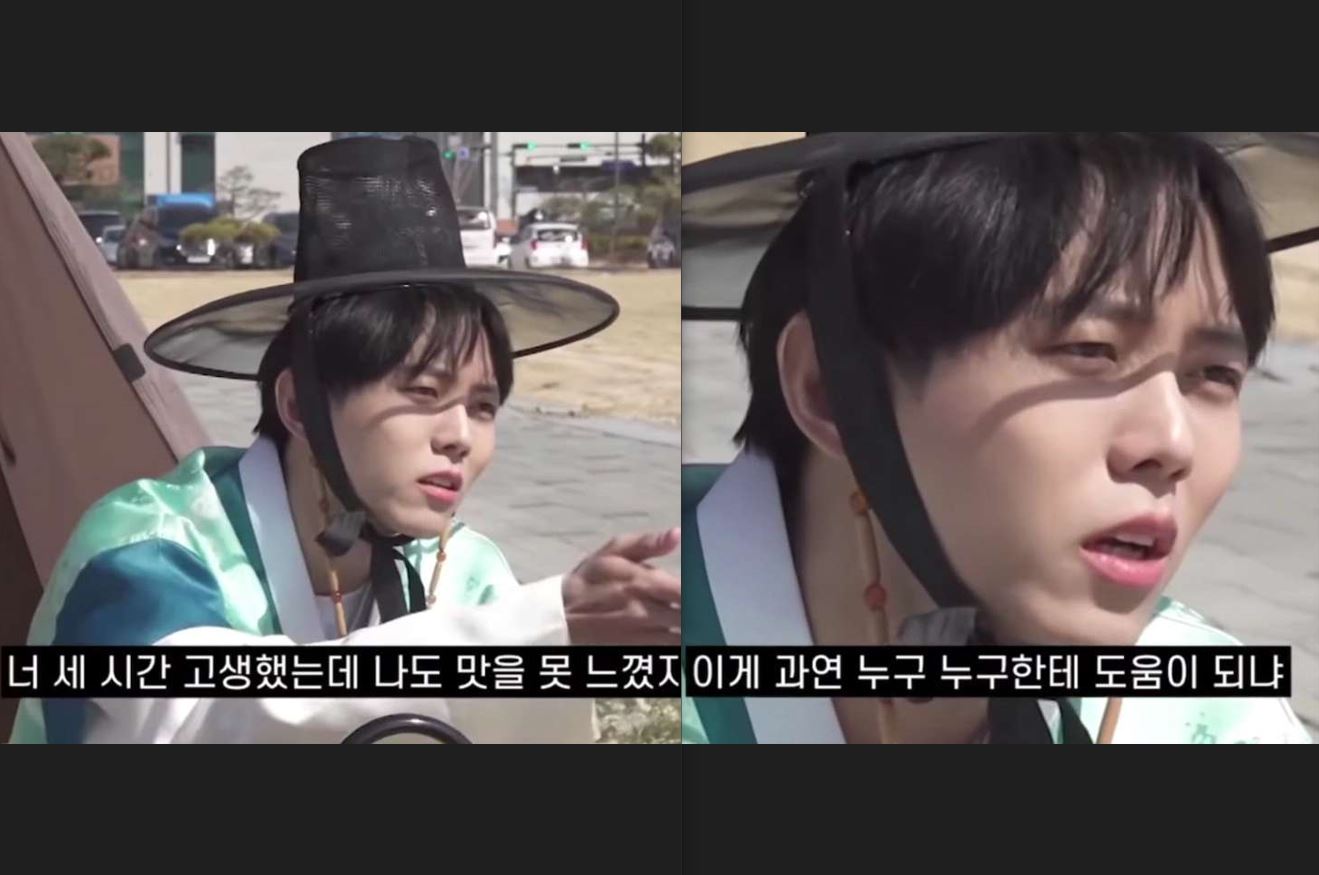 너 세 시간 고생했는데 나도 맛을 못 느꼈지
이게 과연 누구 누구한테 도움이 되냐